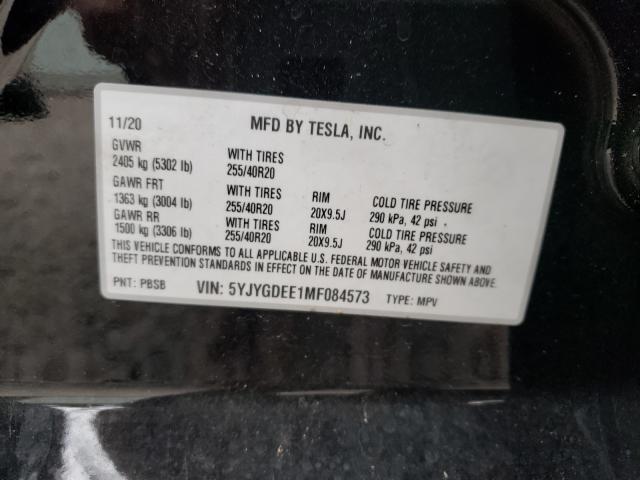 11/20 MFD BY TESLA, INC.
GVWR
2405 kg (5302 lb) WITH TIRES 255/40R20
GAWR FRT
1363 kg (3004 lb) WITH TIRES 255/40R20 RIM 20X9.5J COLD TIRE PRESSURE 290 kPa, 42 psi
GAWR RR
1500 kg (3306 lb) WITH TIRES 255/40R20 RIM 20X9.5J COLD TIRE PRESSURE 290 kPa, 42 psi
THIS VEHICLE CONFORMS TO ALL APPLICABLE U.S. FEDERAL MOTOR VEHICLE SAFETY AND
THEFT PREVENTION STANDARDS IN EFFECT ON THE DATE OF MANUFACTURE SHOWN ABOVE.
PNT: PBSB VIN: 5YJYGDEE1MF084573 TYPE: MPV